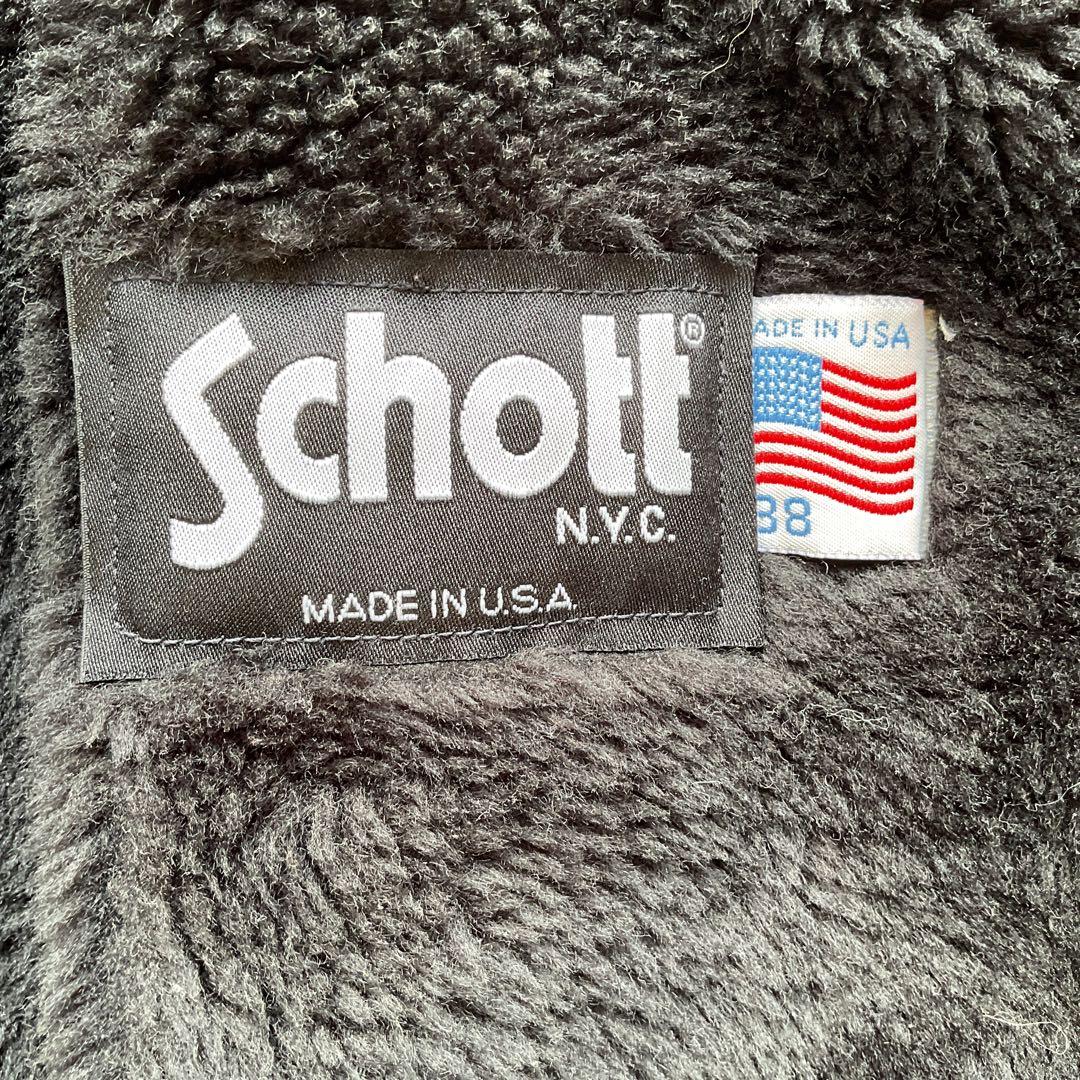 Schott®
N.Y.C.
MADE IN U.S.A.
ADE IN USA
38